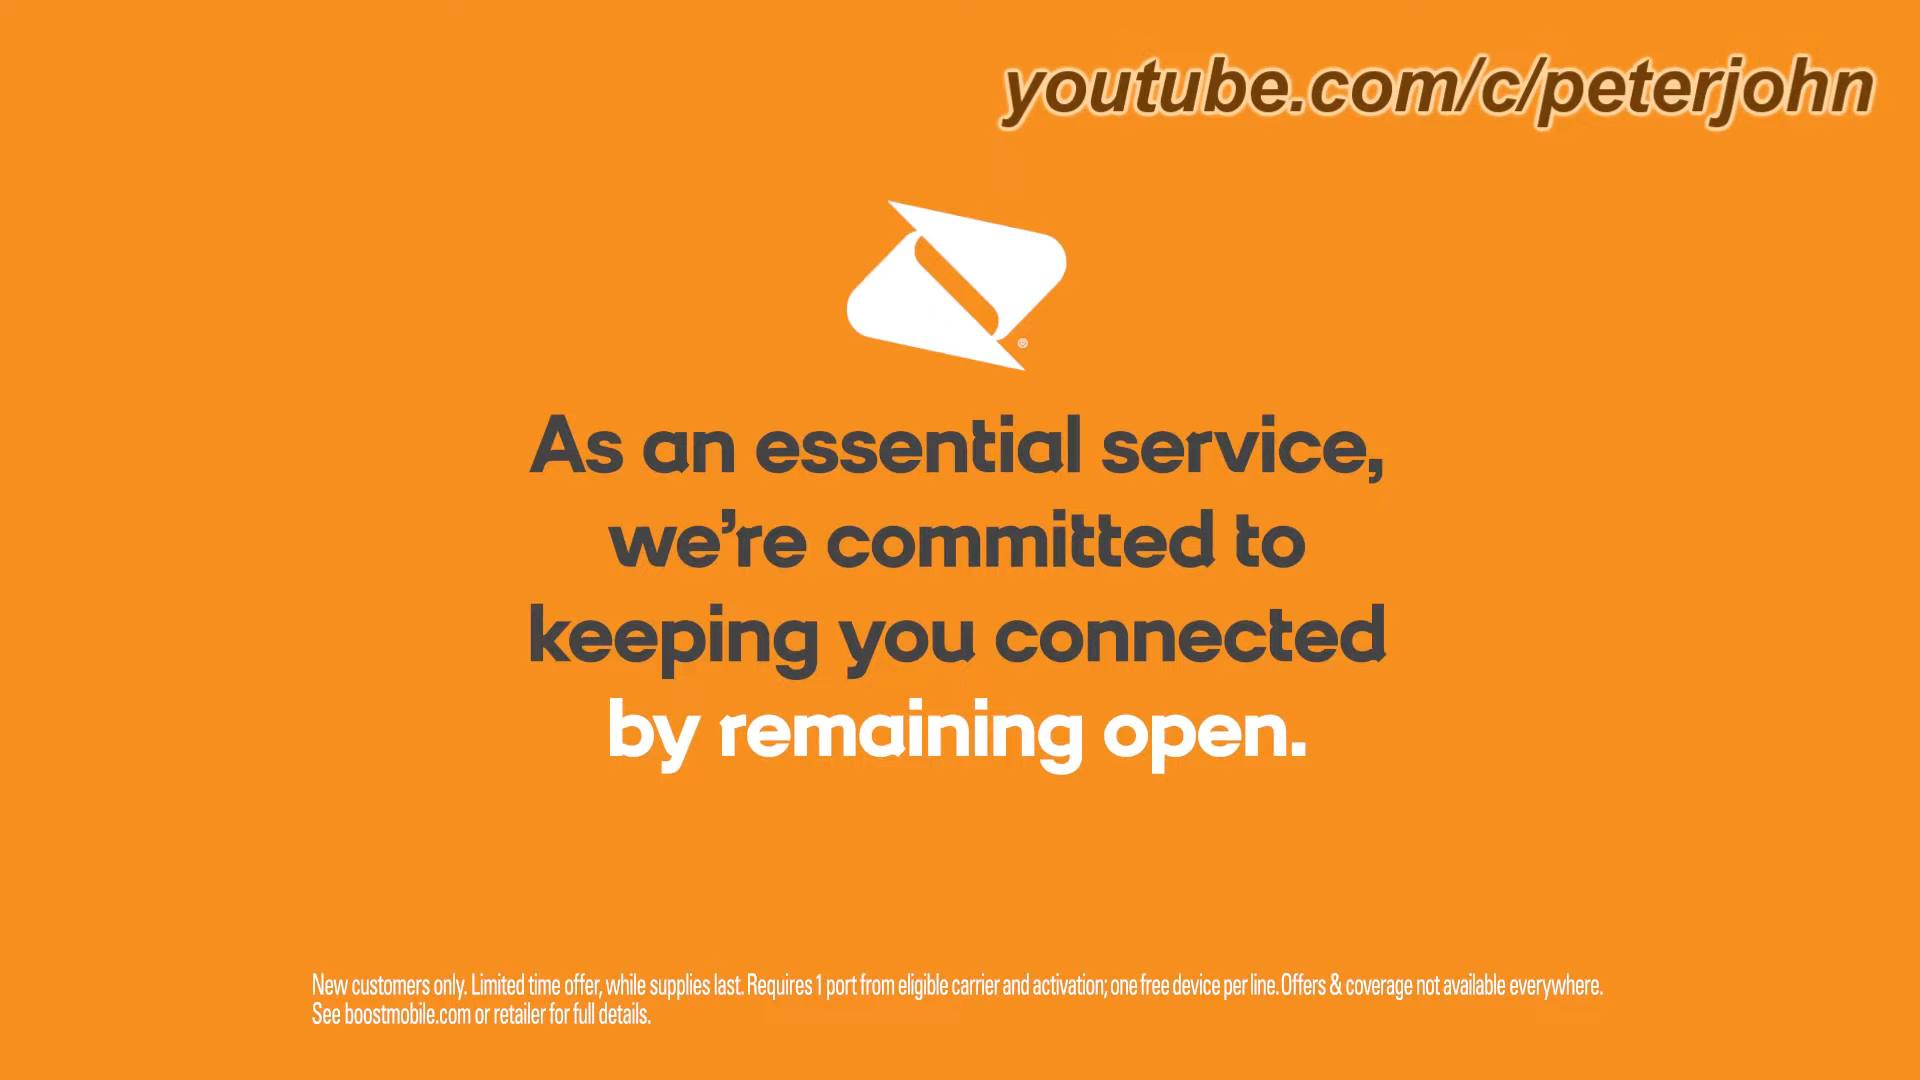 youtube.com/c/peterjohn
®
As an essential service,
we’re committed to
keeping you connected
by remaining open.
New customers only. Limited time offer, while supplies last. Requires 1 port from eligible carrier and activation; one free device per line. Offers & coverage not available everywhere.
See boostmobile.com or retailer for full details.